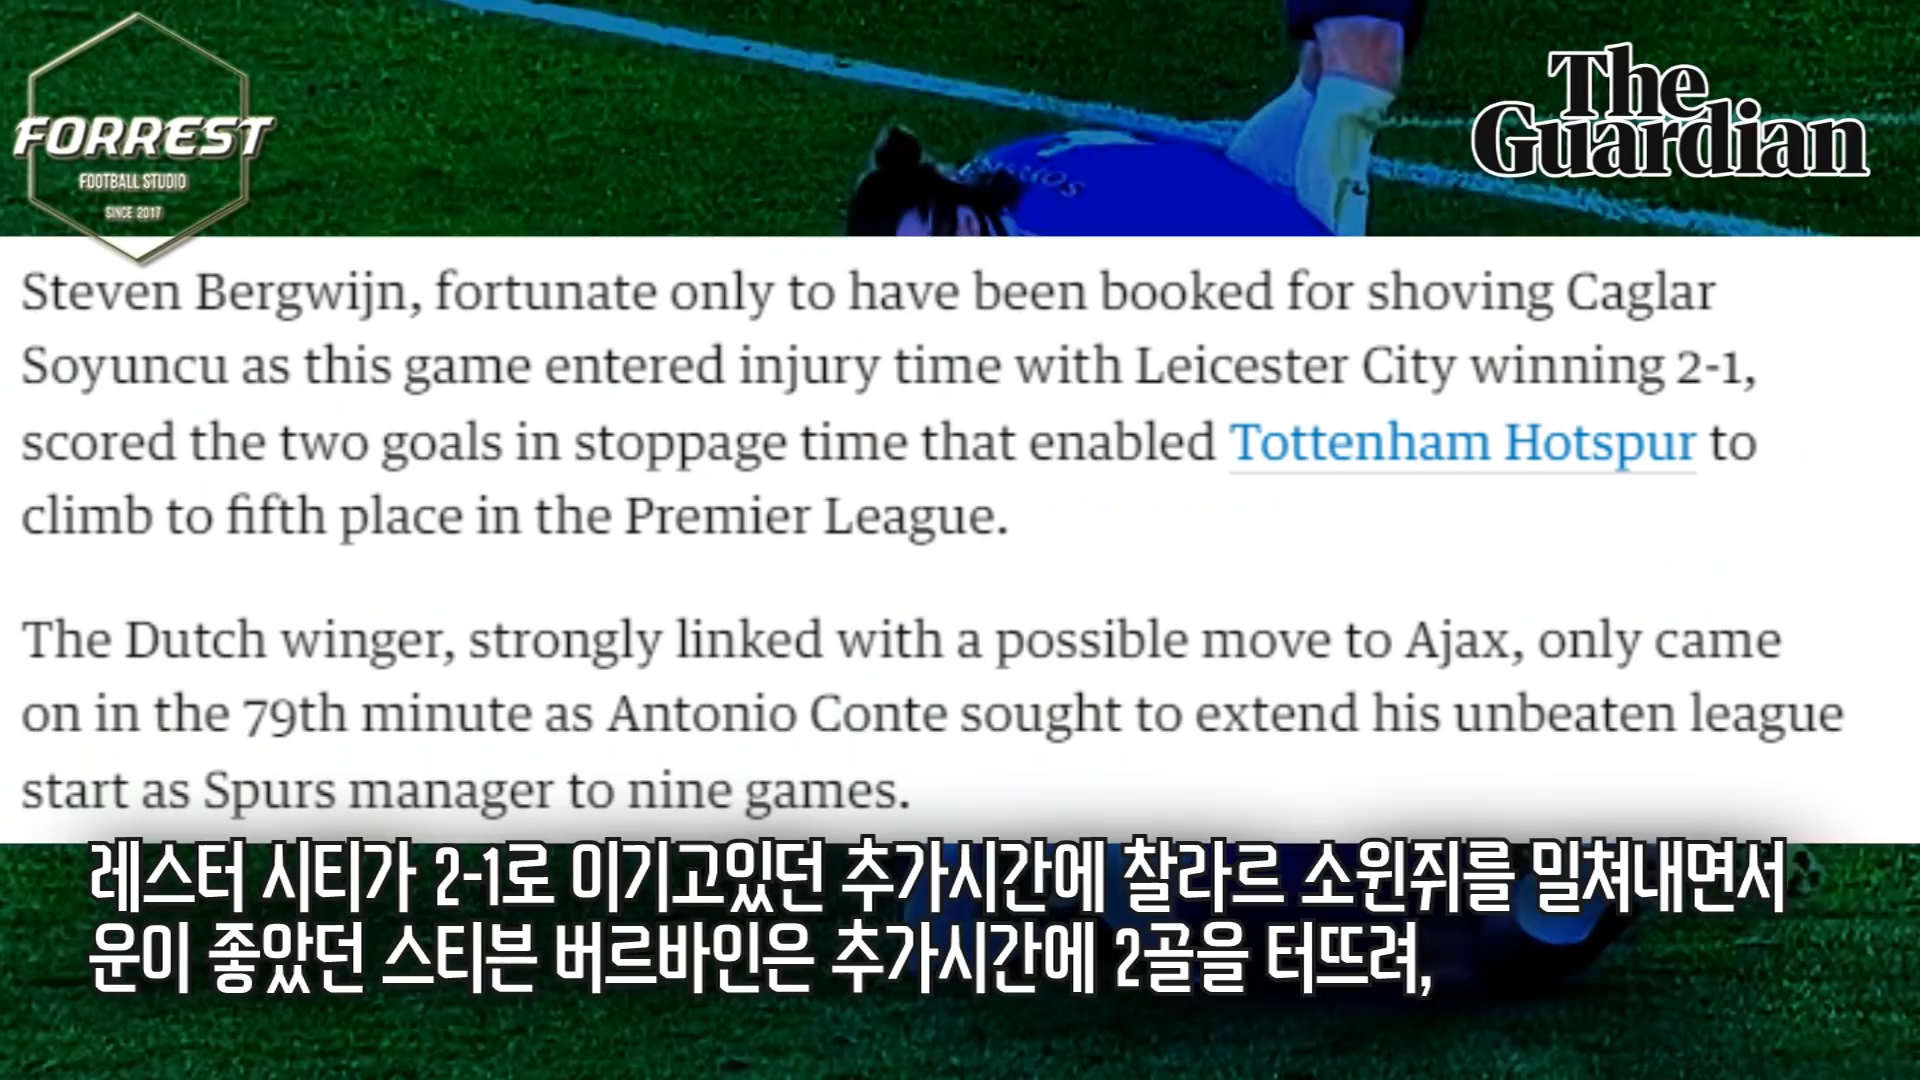 FORREST
FOOTBALL STUDIO
SINCE 2017
The
Guardian
Steven Bergwijn, fortunate only to have been booked for shoving Caglar
Soyuncu as this game entered injury time with Leicester City winning 2-1,
scored the two goals in stoppage time that enabled Tottenham Hotspur to
climb to fifth place in the Premier League.
The Dutch winger, strongly linked with a possible move to Ajax, only came
on in the 79th minute as Antonio Conte sought to extend his unbeaten league
start as Spurs manager to nine games.
레스터 시티가 2-1로 이기고있던 추가시간에 찰라르 소윈쥐를 밀쳐내면서
운이 좋았던 스티븐 버르바인은 추가시간에 2골을 터뜨려,